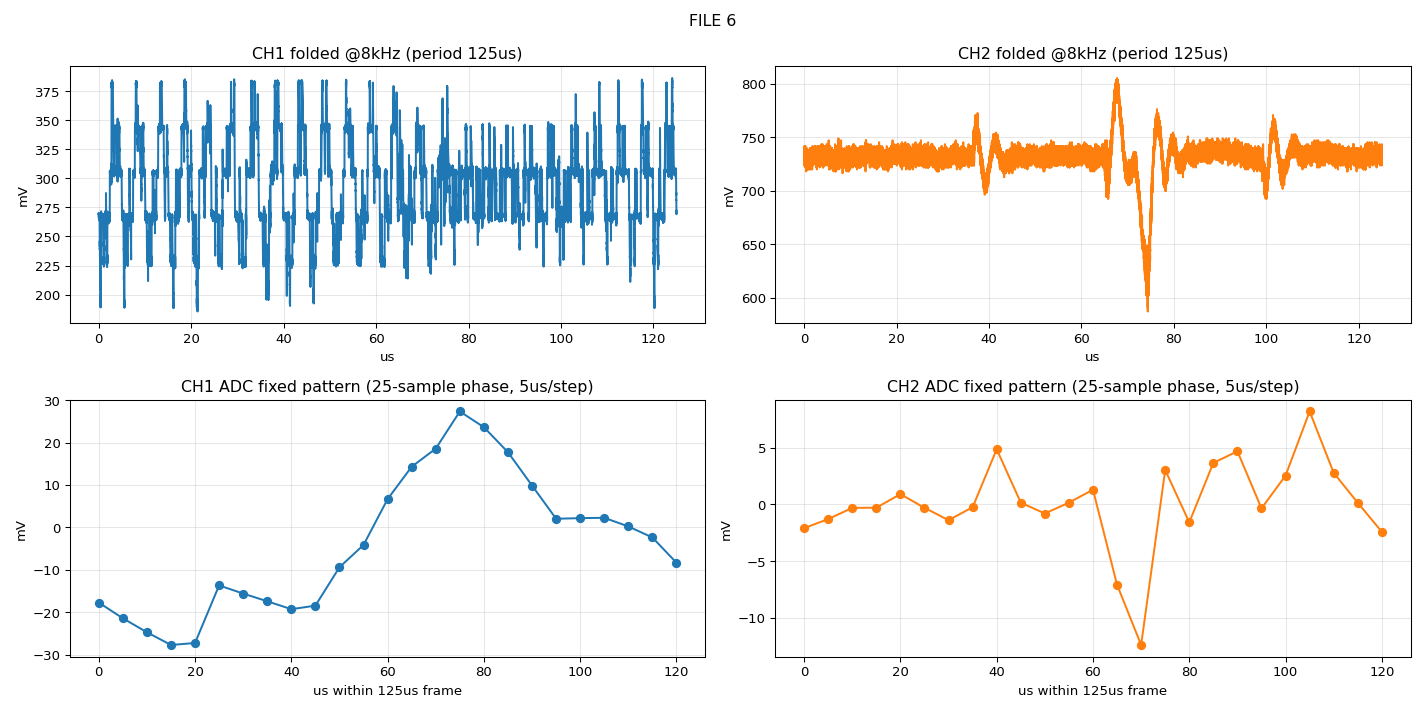 FILE 6
CH1 folded @8kHz (period 125us)
375
350
325
300
275
250
225
200
mV
0 20 40 60 80 100 120
us
CH2 folded @8kHz (period 125us)
800
750
700
650
600
mV
0 20 40 60 80 100 120
us
CH1 ADC fixed pattern (25-sample phase, 5us/step)
30
20
10
0
−10
−20
−30
mV
0 20 40 60 80 100 120
us within 125us frame
CH2 ADC fixed pattern (25-sample phase, 5us/step)
5
0
−5
−10
mV
0 20 40 60 80 100 120
us within 125us frame